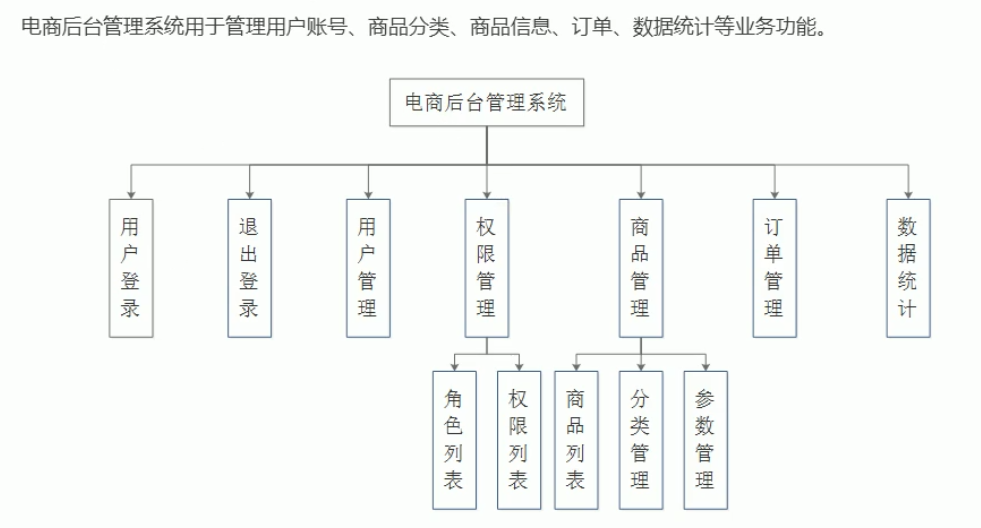 电商后台管理系统用于管理用户账号、商品分类、商品信息、订单、数据统计等业务功能。
电商后台管理系统
用户登录
退出登录
用户管理
权限管理
商品管理
订单管理
数据统计
角色列表
权限列表
商品列表
分类管理
参数管理